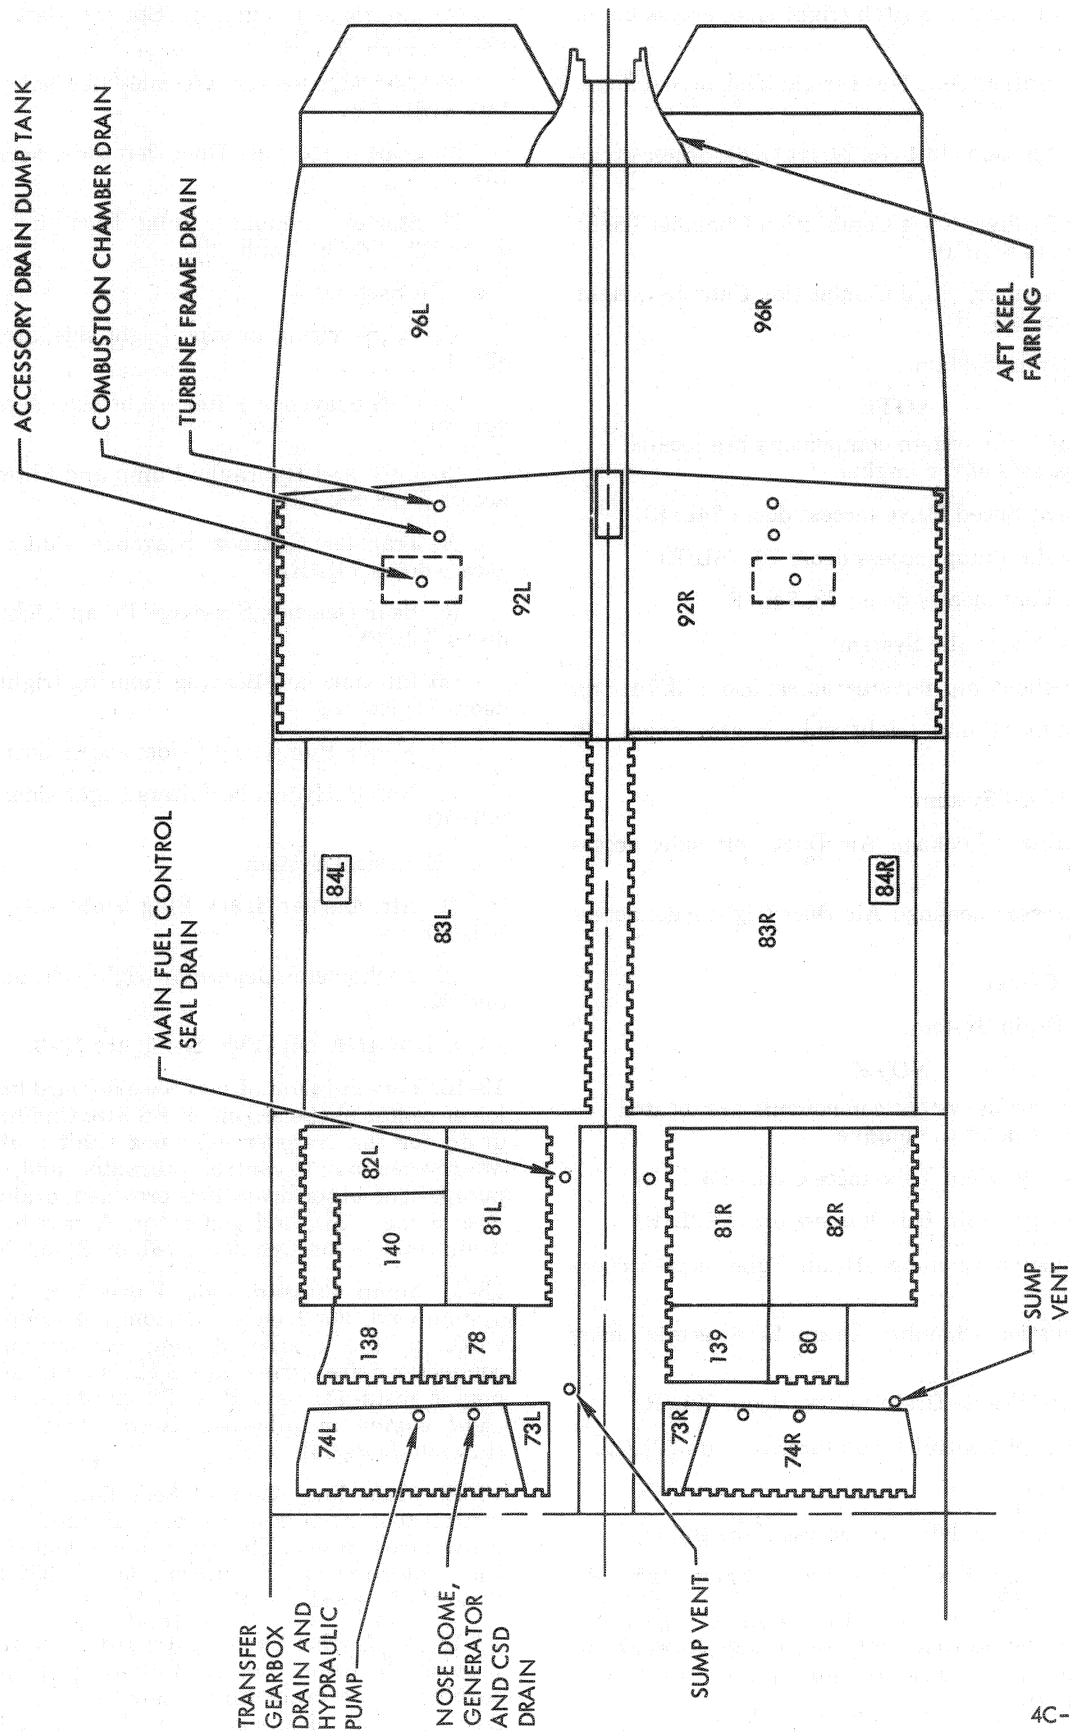 ACCESSORY DRAIN DUMP TANK
COMBUSTION CHAMBER DRAIN
TURBINE FRAME DRAIN
MAIN FUEL CONTROL
SEAL DRAIN
TRANSFER
GEARBOX
DRAIN AND
HYDRAULIC
PUMP
NOSE DOME,
GENERATOR
AND CSD
DRAIN
SUMP VENT
SUMP
VENT
AFT KEEL
FAIRING
74L
73L
138
78
140
82L
81L
84L
83L
92L
96L
73R
74R
139
80
81R
82R
83R
84R
92R
96R
4C-